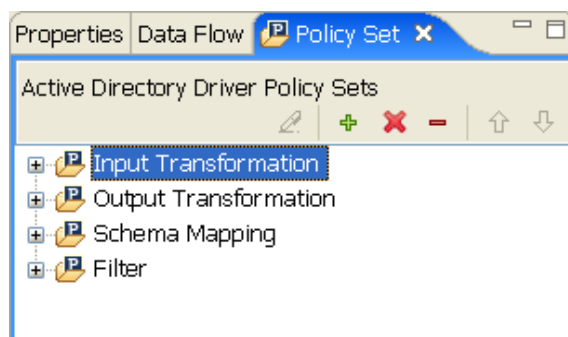 Properties Data Flow Policy Set
Active Directory Driver Policy Sets
Input Transformation
Output Transformation
Schema Mapping
Filter